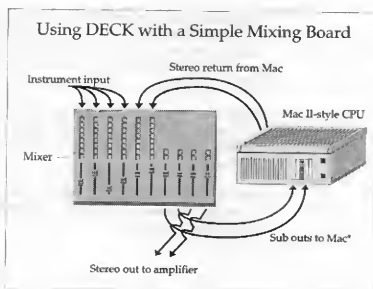 Using DECK with a Simple Mixing Board
Stereo return from Mac
Instrument input
Mac II-style CPU
Mixer
Sub outs to Mac*
Stereo out to amplifier